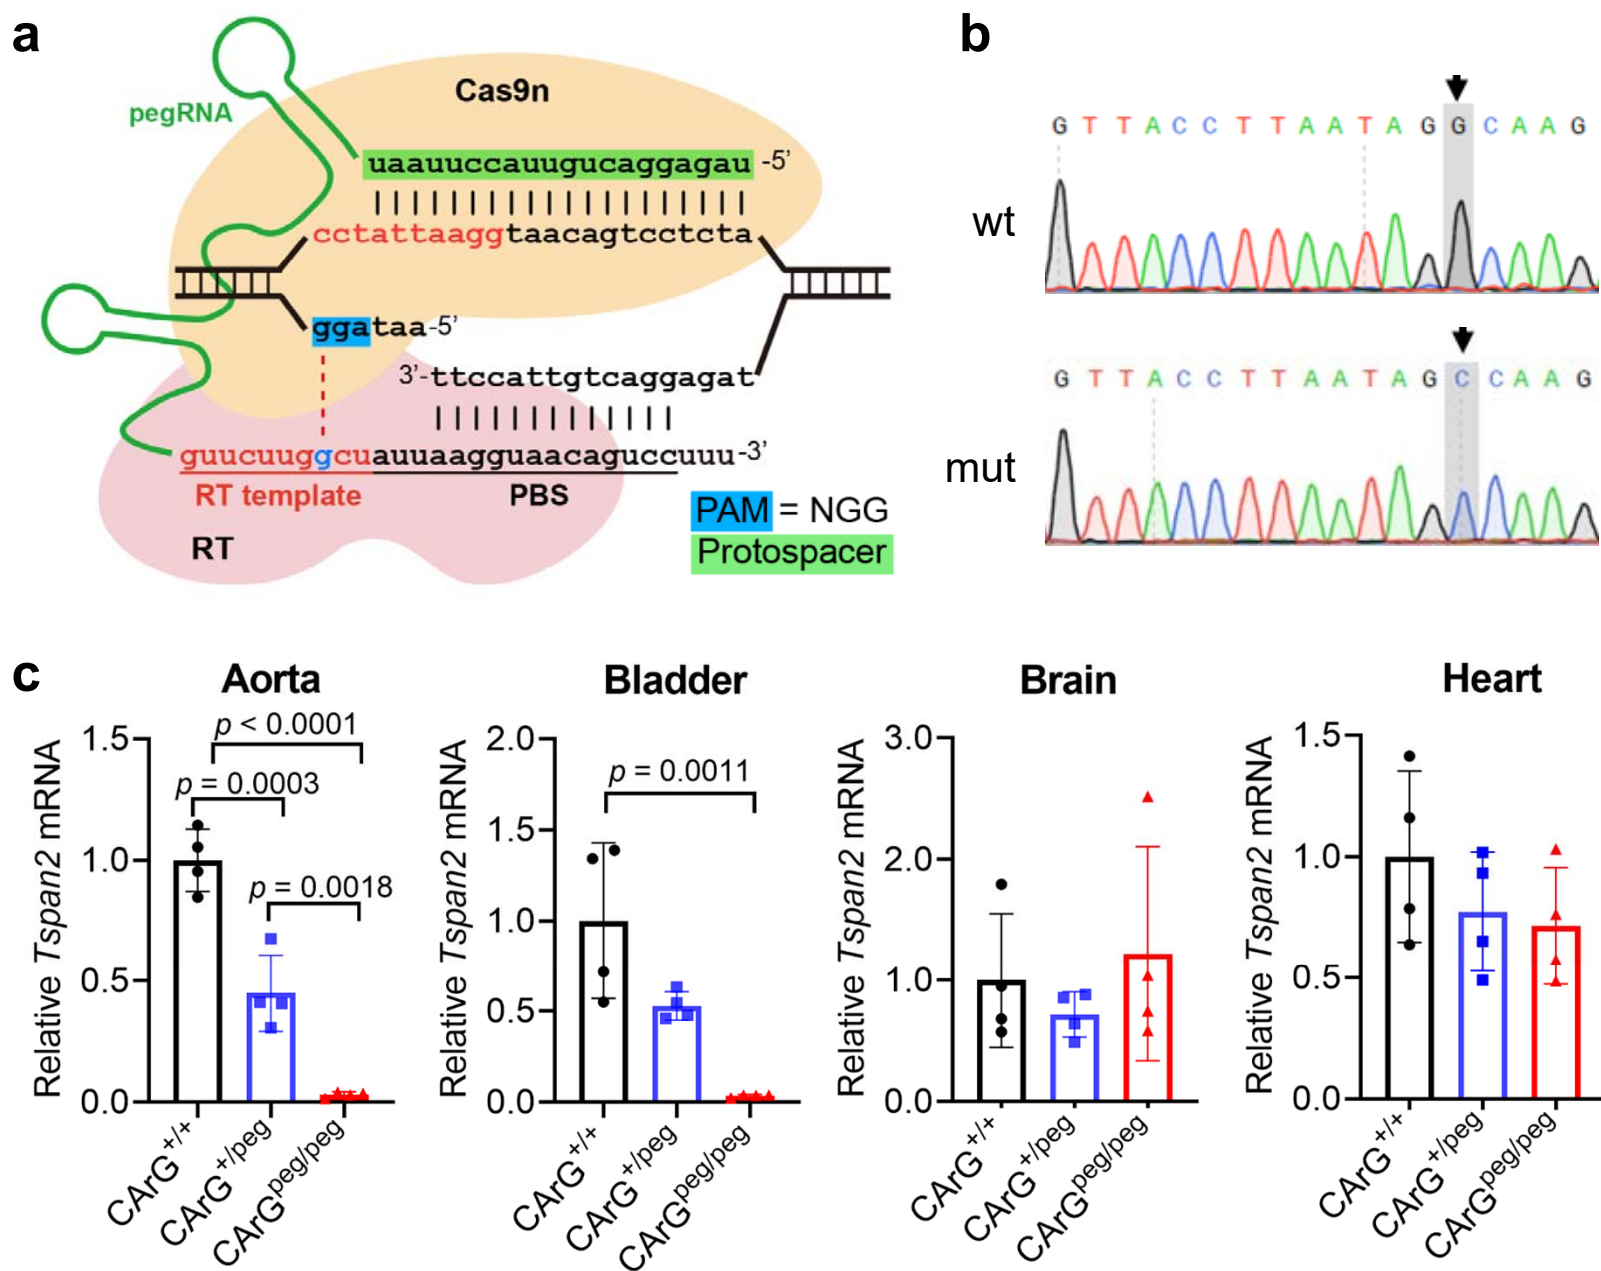 a
b
Cas9n
pegRNA
uaauuccauugucaggagau -5’
cctattaaggtaacagtcctcta
ggataa-5’
3’-ttccattgtcaggagat
guucuuggcuauuaagguaacaguccuuu-3’
RT template
PBS
RT
PAM = NGG
Protospacer
G T T A C C T T A A T A G G C A A G
wt
G T T A C C T T A A T A G C C A A G
mut
c
Aorta
p < 0.0001
p = 0.0003
p = 0.0018
Relative Tspan2 mRNA
1.5
1.0
0.5
0.0
CArG+/+
CArG+/peg
CArGpeg/peg
Bladder
p = 0.0011
Relative Tspan2 mRNA
2.0
1.5
1.0
0.5
0.0
CArG+/+
CArG+/peg
CArGpeg/peg
Brain
Relative Tspan2 mRNA
3.0
2.0
1.0
0.0
CArG+/+
CArG+/peg
CArGpeg/peg
Heart
Relative Tspan2 mRNA
1.5
1.0
0.5
0.0
CArG+/+
CArG+/peg
CArGpeg/peg